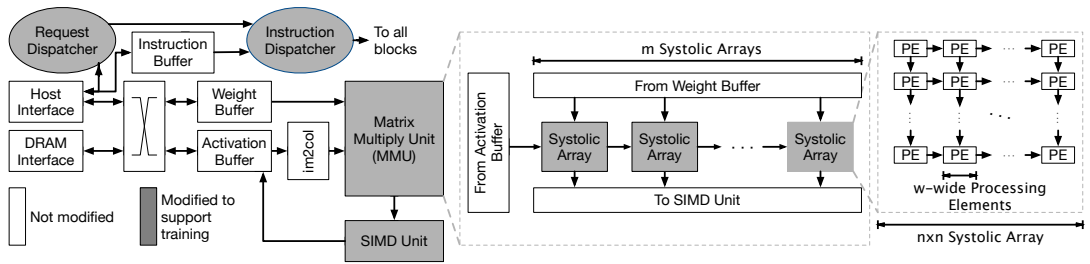 Request
Dispatcher
Instruction
Buffer
Instruction
Dispatcher
To all
blocks
Host
Interface
Weight
Buffer
DRAM
Interface
Activation
Buffer
im2col
Matrix
Multiply Unit
(MMU)
Not modified
Modified to
support
training
SIMD Unit
m Systolic Arrays
From Weight Buffer
From Activation
Buffer
Systolic
Array
Systolic
Array
. . .
Systolic
Array
To SIMD Unit
PE PE ... PE
PE PE ... PE
PE PE ... PE
w-wide Processing
Elements
nxn Systolic Array